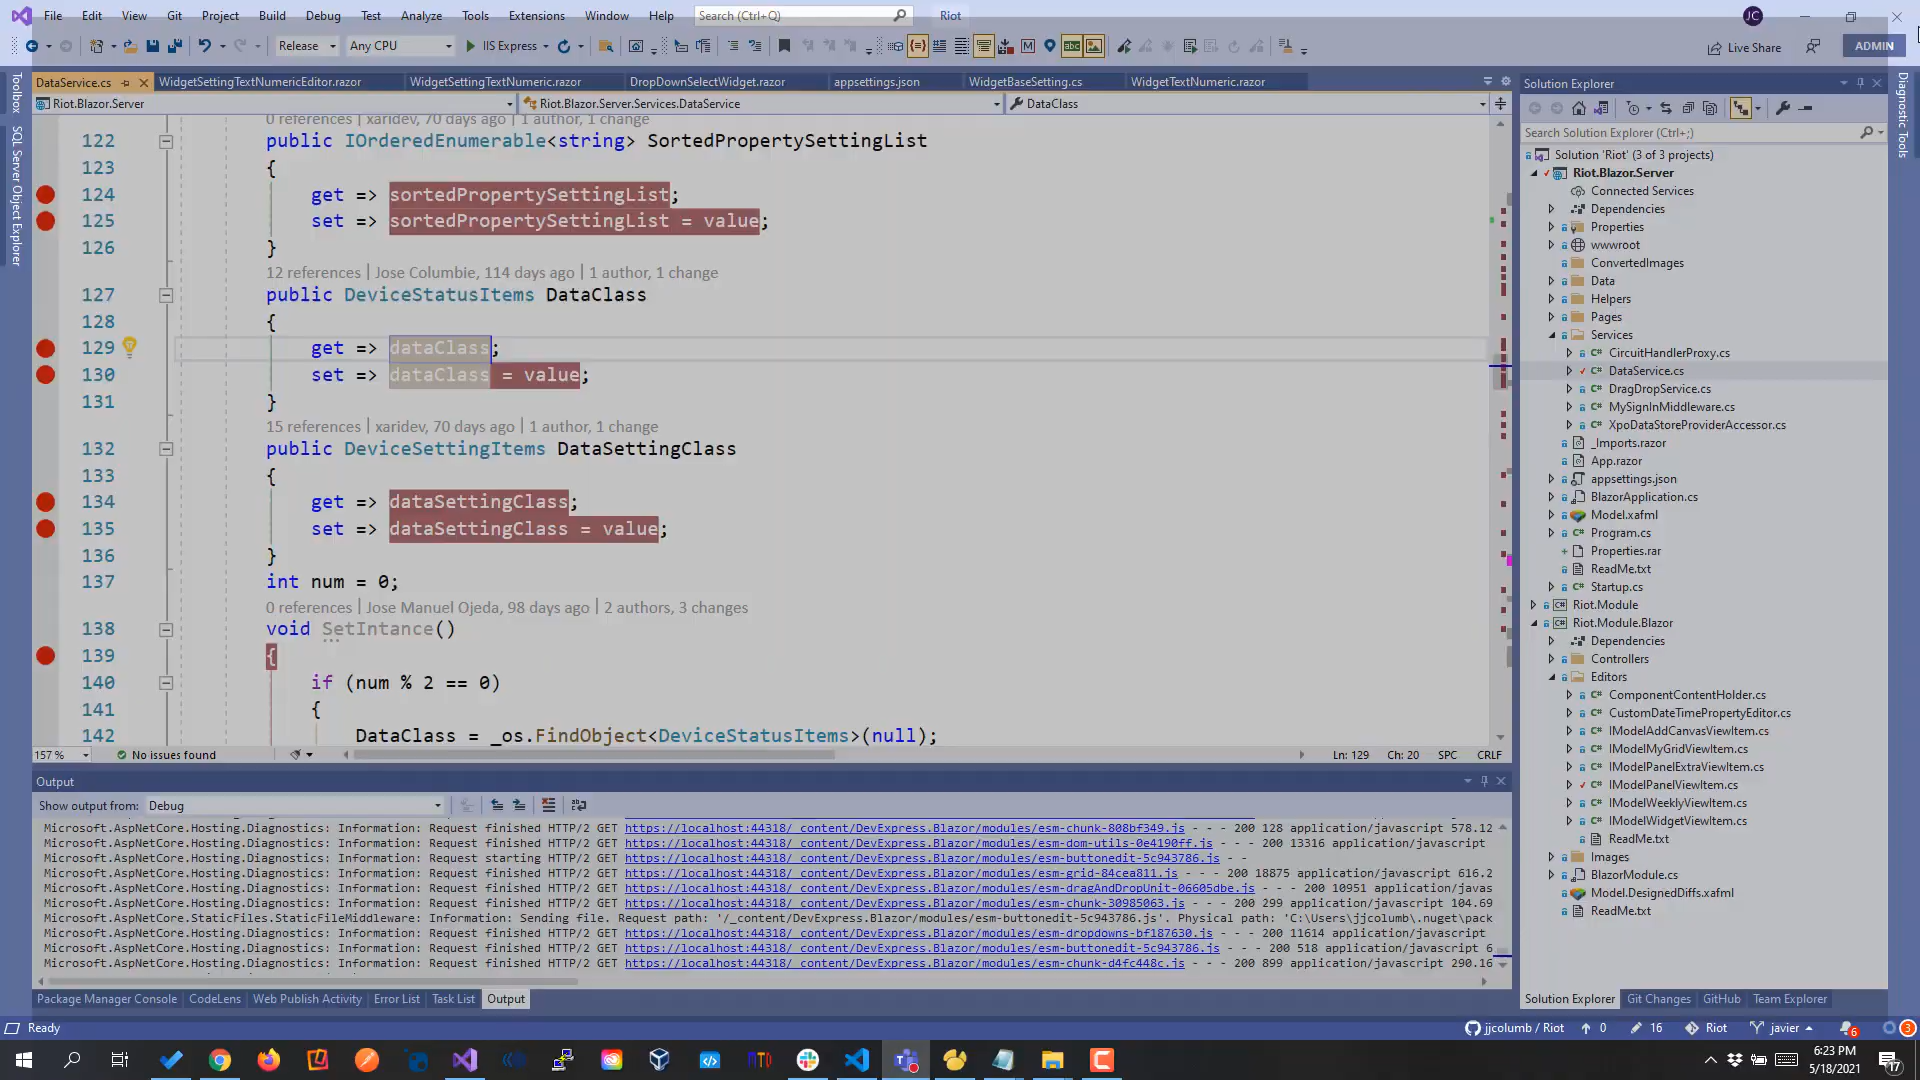 File Edit View Git Project Build Debug Test Analyze Tools Extensions Window Help Search (Ctrl+Q) Riot JC
Release Any CPU IIS Express Live Share ADMIN
DataService.cs WidgetSettingTextNumericEditor.razor WidgetSettingTextNumeric.razor DropDownSelectWidget.razor appsettings.json WidgetBaseSetting.cs WidgetTextNumeric.razor
Riot.Blazor.Server Riot.Blazor.Server.Services.DataService DataClass
Toolbox
SQL Server Object Explorer
0 references | xaridev, 70 days ago | 1 author, 1 change
122 public IOrderedEnumerable<string> SortedPropertySettingList
123 {
124 get => sortedPropertySettingList;
125 set => sortedPropertySettingList = value;
126 }
12 references | Jose Columbie, 114 days ago | 1 author, 1 change
127 public DeviceStatusItems DataClass
128 {
129 get => dataClass;
130 set => dataClass = value;
131 }
15 references | xaridev, 70 days ago | 1 author, 1 change
132 public DeviceSettingItems DataSettingClass
133 {
134 get => dataSettingClass;
135 set => dataSettingClass = value;
136 }
137 int num = 0;
0 references | Jose Manuel Ojeda, 98 days ago | 2 authors, 3 changes
138 void SetIntance()
139 {
140 if (num % 2 == 0)
141 {
142 DataClass = _os.FindObject<DeviceStatusItems>(null);
157 % No issues found Ln: 129 Ch: 20 SPC CRLF
Output
Show output from: Debug
Microsoft.AspNetCore.Hosting.Diagnostics: Information: Request finished HTTP/2 GET https://localhost:44318/_content/DevExpress.Blazor/modules/esm-chunk-808bf349.js - - - 200 128 application/javascript 578.12
Microsoft.AspNetCore.Hosting.Diagnostics: Information: Request finished HTTP/2 GET https://localhost:44318/_content/DevExpress.Blazor/modules/esm-dom-utils-0e4190ff.js - - - 200 13316 application/javascript
Microsoft.AspNetCore.Hosting.Diagnostics: Information: Request starting HTTP/2 GET https://localhost:44318/_content/DevExpress.Blazor/modules/esm-buttonedit-5c943786.js - -
Microsoft.AspNetCore.Hosting.Diagnostics: Information: Request finished HTTP/2 GET https://localhost:44318/_content/DevExpress.Blazor/modules/esm-grid-84cea811.js - - - 200 18875 application/javascript 616.2
Microsoft.AspNetCore.Hosting.Diagnostics: Information: Request finished HTTP/2 GET https://localhost:44318/_content/DevExpress.Blazor/modules/esm-dragAndDropUnit-06605dbe.js - - - 200 10951 application/javas
Microsoft.AspNetCore.Hosting.Diagnostics: Information: Request finished HTTP/2 GET https://localhost:44318/_content/DevExpress.Blazor/modules/esm-chunk-30985063.js - - - 200 299 application/javascript 104.69
Microsoft.AspNetCore.StaticFiles.StaticFileMiddleware: Information: Sending file. Request path: '/_content/DevExpress.Blazor/modules/esm-buttonedit-5c943786.js'. Physical path: 'C:\Users\jjcolumb\.nuget\pack
Microsoft.AspNetCore.Hosting.Diagnostics: Information: Request finished HTTP/2 GET https://localhost:44318/_content/DevExpress.Blazor/modules/esm-dropdowns-bf187630.js - - - 200 11614 application/javascript
Microsoft.AspNetCore.Hosting.Diagnostics: Information: Request finished HTTP/2 GET https://localhost:44318/_content/DevExpress.Blazor/modules/esm-buttonedit-5c943786.js - - - 200 518 application/javascript 6
Microsoft.AspNetCore.Hosting.Diagnostics: Information: Request finished HTTP/2 GET https://localhost:44318/_content/DevExpress.Blazor/modules/esm-chunk-d4fc448c.js - - - 200 899 application/javascript 290.16
Package Manager Console CodeLens Web Publish Activity Error List Task List Output
Solution Explorer
Search Solution Explorer (Ctrl+;)
Solution 'Riot' (3 of 3 projects)
Riot.Blazor.Server
Connected Services
Dependencies
Properties
wwwroot
ConvertedImages
Data
Helpers
Pages
Services
C# CircuitHandlerProxy.cs
C# DataService.cs
C# DragDropService.cs
C# MySignInMiddleware.cs
C# XpoDataStoreProviderAccessor.cs
_Imports.razor
App.razor
appsettings.json
C# BlazorApplication.cs
Model.xafml
C# Program.cs
Properties.rar
ReadMe.txt
C# Startup.cs
C# Riot.Module
C# Riot.Module.Blazor
Dependencies
Controllers
Editors
C# ComponentContentHolder.cs
C# CustomDateTimePropertyEditor.cs
C# IModelAddCanvasViewItem.cs
C# IModelMyGridViewItem.cs
C# IModelPanelExtraViewItem.cs
C# IModelPanelViewItem.cs
C# IModelWeeklyViewItem.cs
C# IModelWidgetViewItem.cs
ReadMe.txt
Images
C# BlazorModule.cs
Model.DesignedDiffs.xafml
ReadMe.txt
Solution Explorer Git Changes GitHub Team Explorer
Diagnostic Tools
Ready jjcolumb / Riot 0 16 Riot javier 6 3
6:23 PM
5/18/2021
17